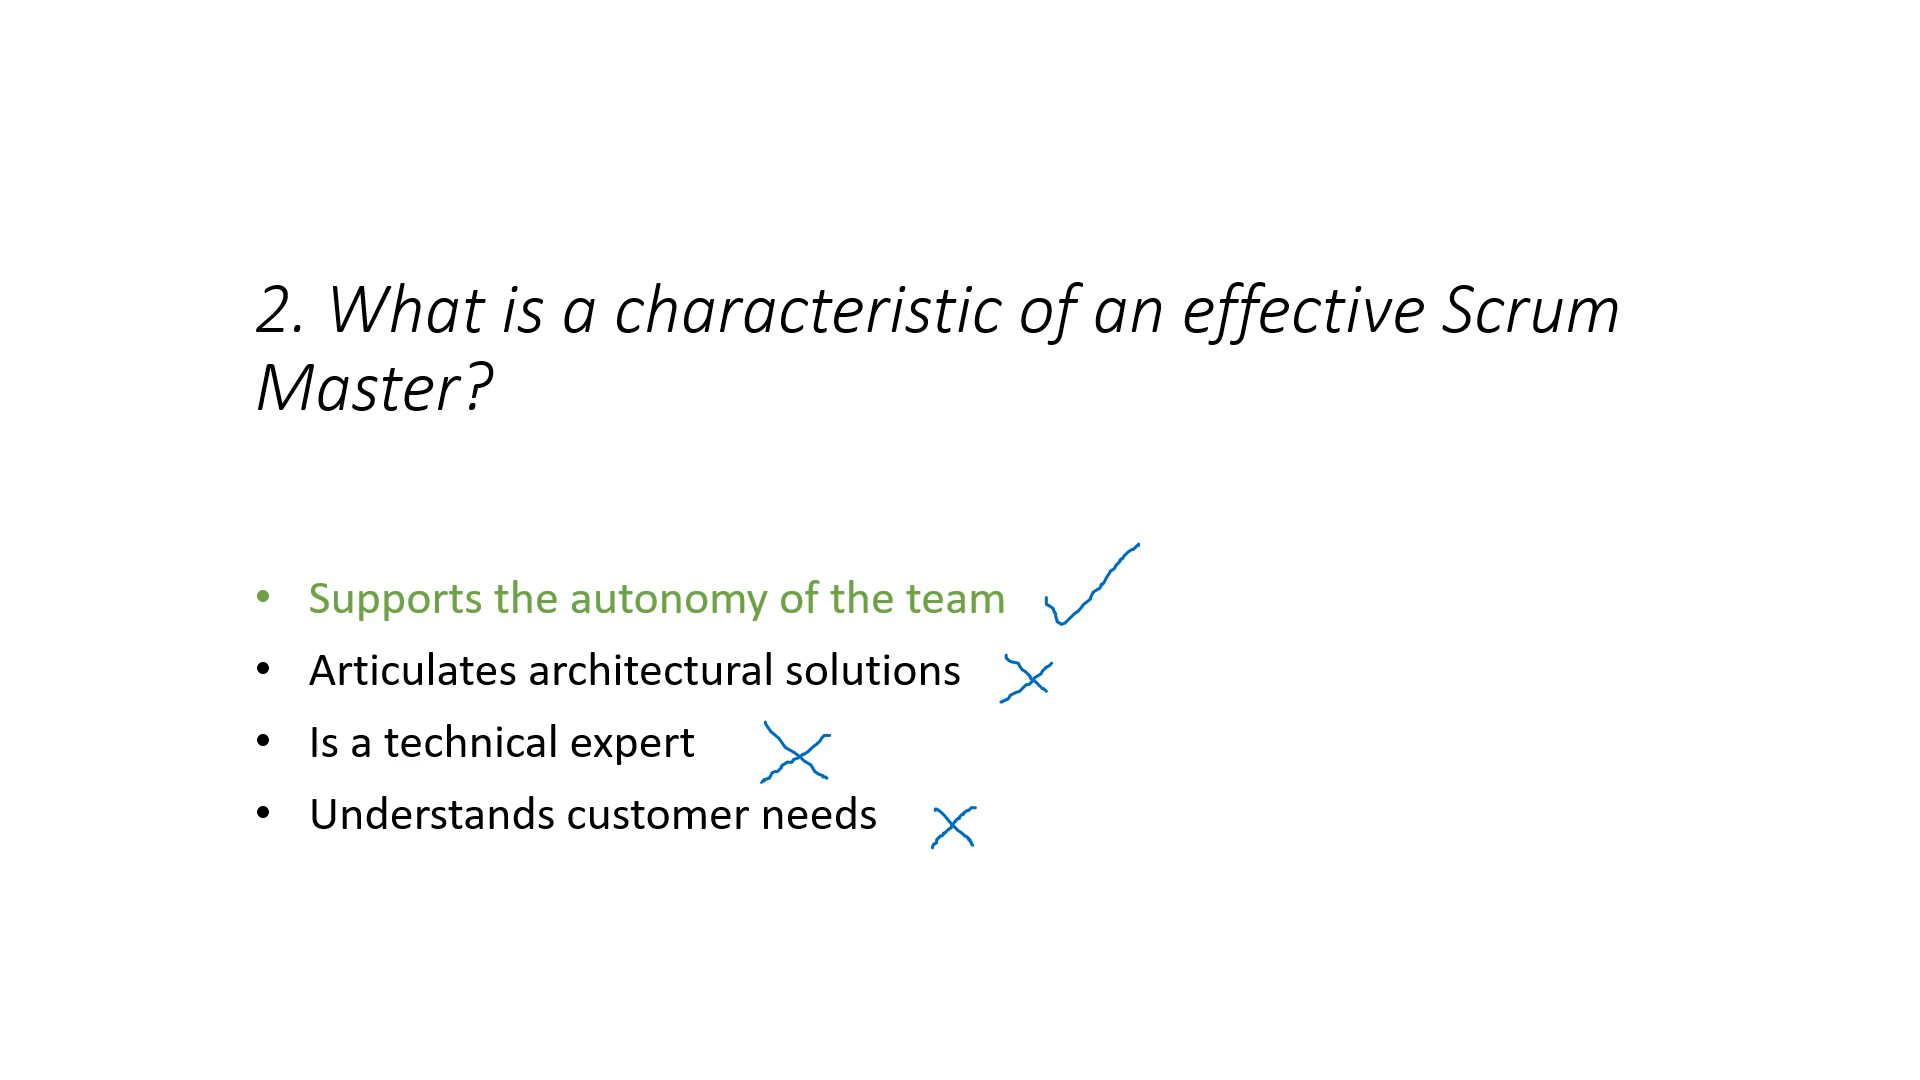 2. What is a characteristic of an effective Scrum
Master?
• Supports the autonomy of the team
• Articulates architectural solutions
• Is a technical expert
• Understands customer needs